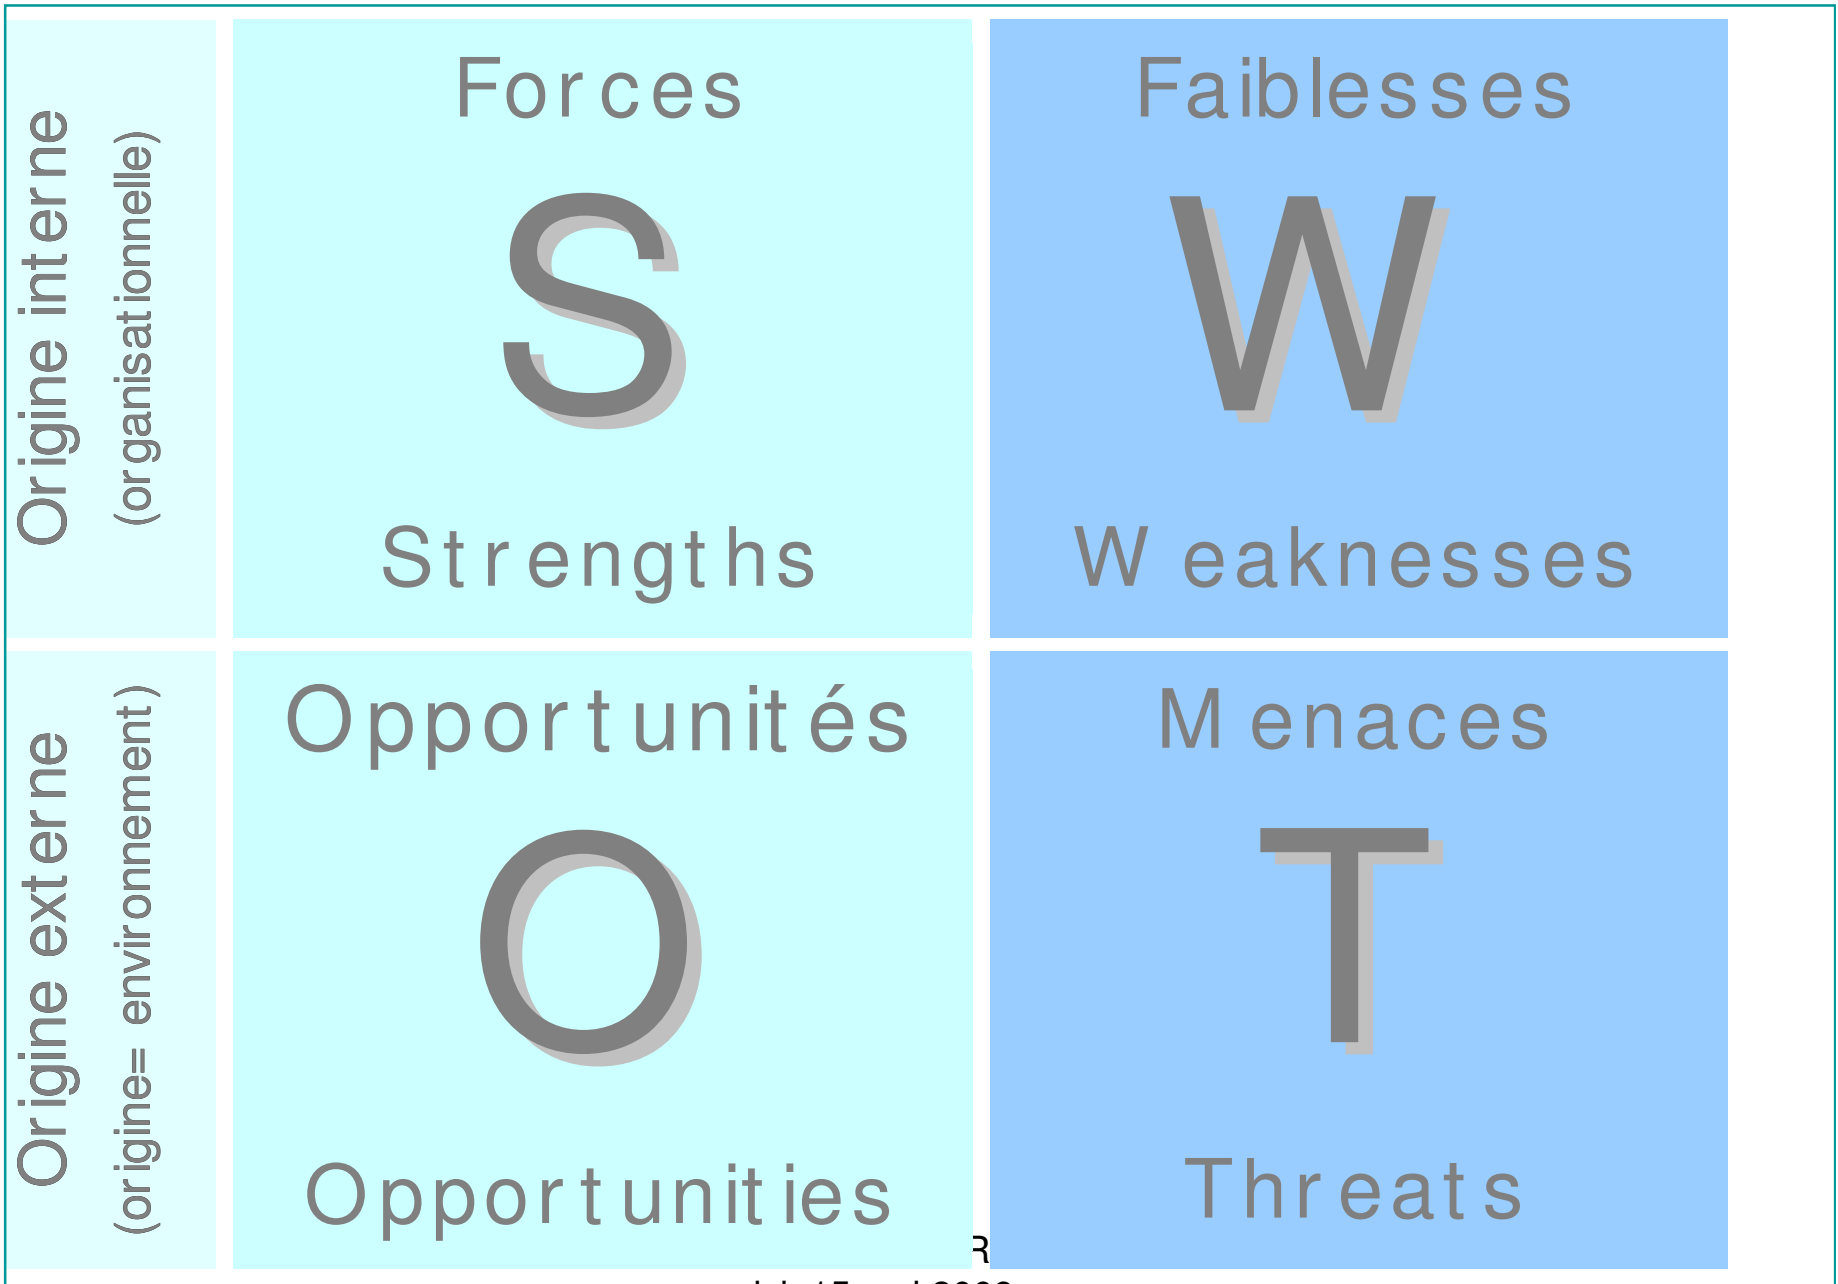 Origine interne
(organisationnelle)
Forces
S
Strengths
Faiblesses
W
Weaknesses
Origine externe
(origine= environnement)
Opportunités
O
Opportunities
Menaces
T
Threats
R